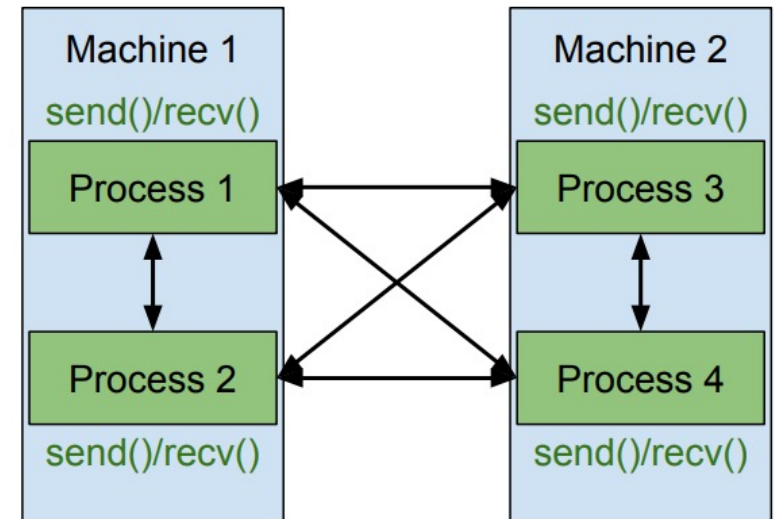 Machine 1
send()/recv()
Process 1
Process 2
send()/recv()
Machine 2
send()/recv()
Process 3
Process 4
send()/recv()